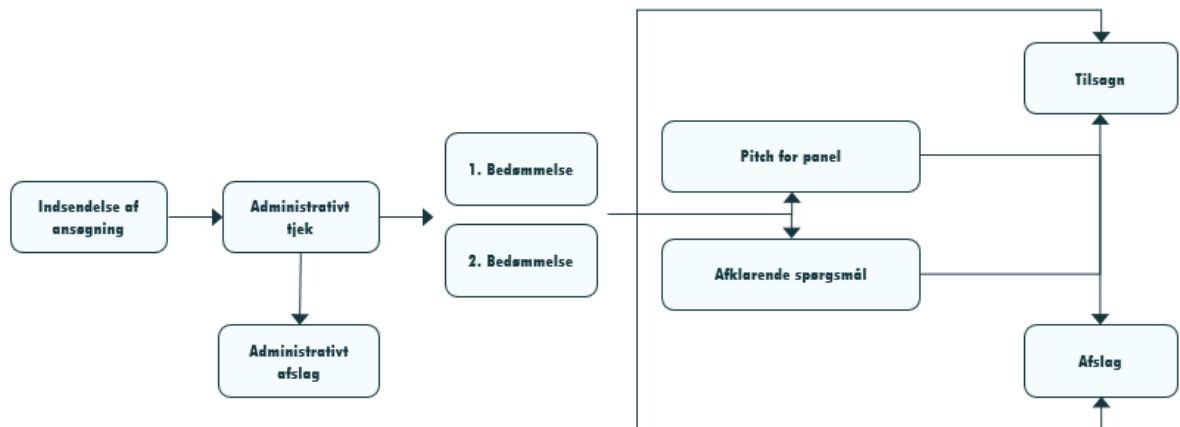 Indsendelse af
ansøgning
Administrativt
tjek
Administrativt
afslag
1. Bedømmelse
2. Bedømmelse
Pitch for panel
Afklarende spørgsmål
Tilsagn
Afslag